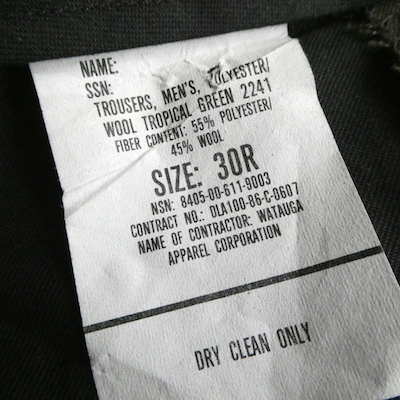 NAME:
SSN:
TROUSERS, MEN'S, POLYESTER/
WOOL TROPICAL GREEN 2241
FIBER CONTENT: 55% POLYESTER/
45% WOOL
SIZE: 30R
NSN: 8405-00-611-9003
CONTRACT NO.: DLA100-86-C-0607
NAME OF CONTRACTOR: WATAUGA
APPAREL CORPORATION
DRY CLEAN ONLY